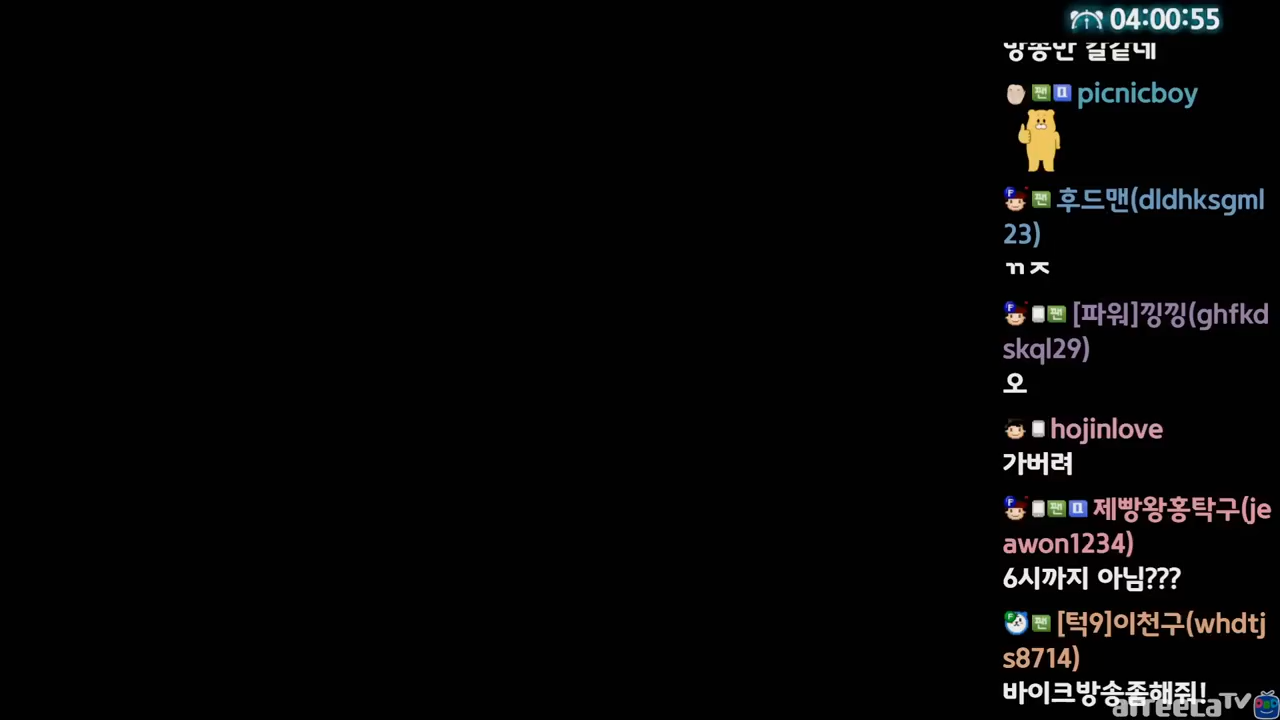 04:00:55
방송만 칼같네
picnicboy
후드맨(dldhksgml
23)
ㄲㅈ
[파워]낑낑(ghfkd
skql29)
오
hojinlove
가버려
제빵왕홍탁구(je
awon1234)
6시까지 아님???
[턱9]이천구(whdtj
s8714)
바이크방송좀해줘!
afreecaTV